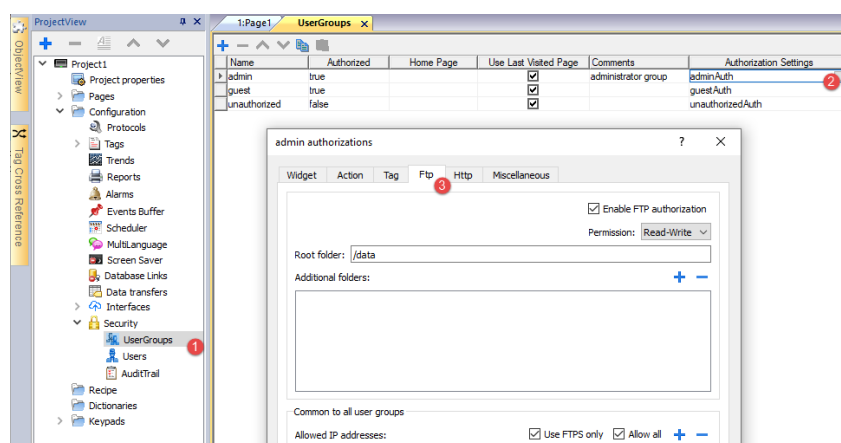 ProjectView
1:Page1
UserGroups
ObjectView
Tag Cross Reference
Project1
Project properties
Pages
Configuration
Protocols
Tags
Trends
Reports
Alarms
Events Buffer
Scheduler
MultiLanguage
Screen Saver
Database Links
Data transfers
Interfaces
Security
UserGroups 1
Users
AuditTrail
Recipe
Dictionaries
Keypads
Name Authorized Home Page Use Last Visited Page Comments Authorization Settings
admin true administrator group adminAuth 2
guest true guestAuth
unauthorized false unauthorizedAuth
admin authorizations ?
Widget Action Tag Ftp Http Miscellaneous
3
Enable FTP authorization
Permission: Read-Write
Root folder: /data
Additional folders:
Common to all user groups
Allowed IP addresses: Use FTPS only Allow all